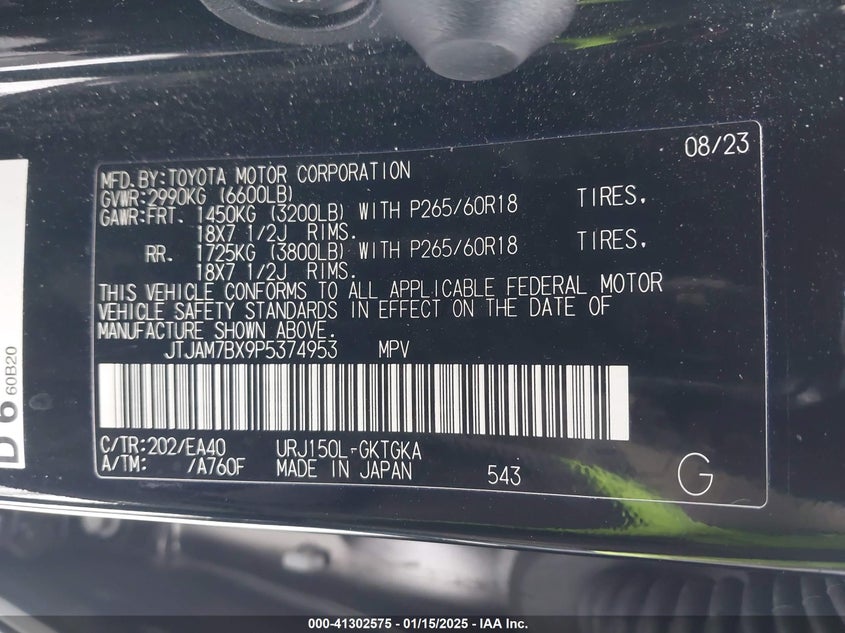 08/23
MFD.BY:TOYOTA MOTOR CORPORATION
GVWR:2990KG (6600LB)
GAWR:FRT. 1450KG (3200LB) WITH P265/60R18 TIRES,
18X7 1/2J RIMS.
RR. 1725KG (3800LB) WITH P265/60R18 TIRES,
18X7 1/2J RIMS.
THIS VEHICLE CONFORMS TO ALL APPLICABLE FEDERAL MOTOR
VEHICLE SAFETY STANDARDS IN EFFECT ON THE DATE OF
MANUFACTURE SHOWN ABOVE.
JTJAM7BX9P5374953 MPV
C/TR:202/EA40 URJ150L-GKTGKA
A/TM: /A760F MADE IN JAPAN 543 G
D 6 60B20
000-41302575 - 01/15/2025 - IAA Inc.